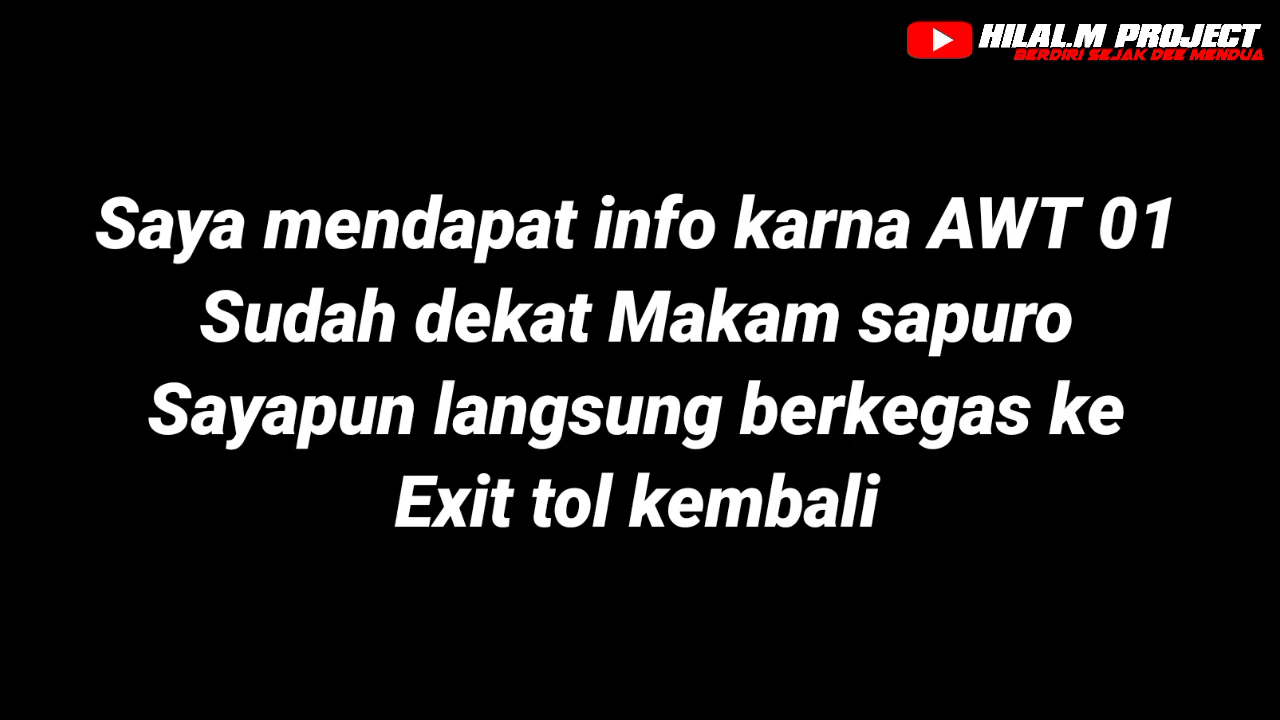 HILAL.M PROJECT
BERDIRI SEJAK DEE MENDUA
Saya mendapat info karna AWT 01
Sudah dekat Makam sapuro
Sayapun langsung berkegas ke
Exit tol kembali